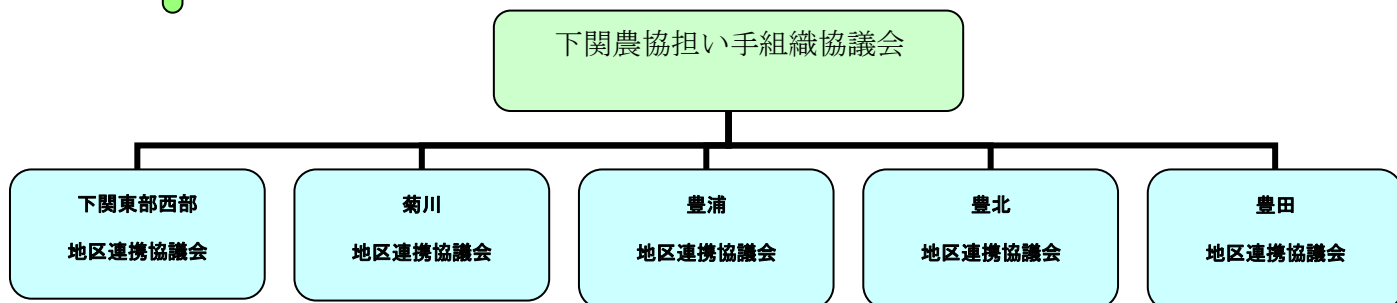 下関農協担い手組織協議会
下関東部西部
地区連携協議会
菊川
地区連携協議会
豊浦
地区連携協議会
豊北
地区連携協議会
豊田
地区連携協議会